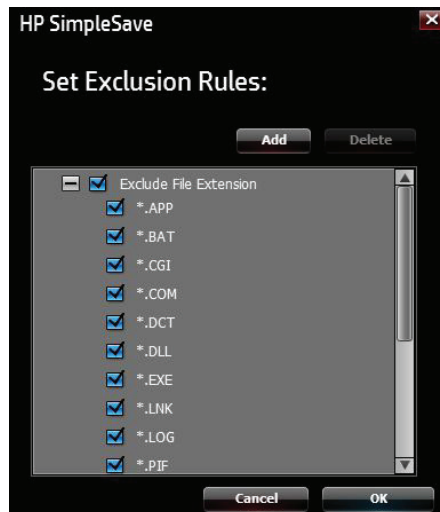 HP SimpleSave
Set Exclusion Rules:
Add Delete
Exclude File Extension
*.APP
*.BAT
*.CGI
*.COM
*.DCT
*.DLL
*.EXE
*.LNK
*.LOG
*.PIF
Cancel OK